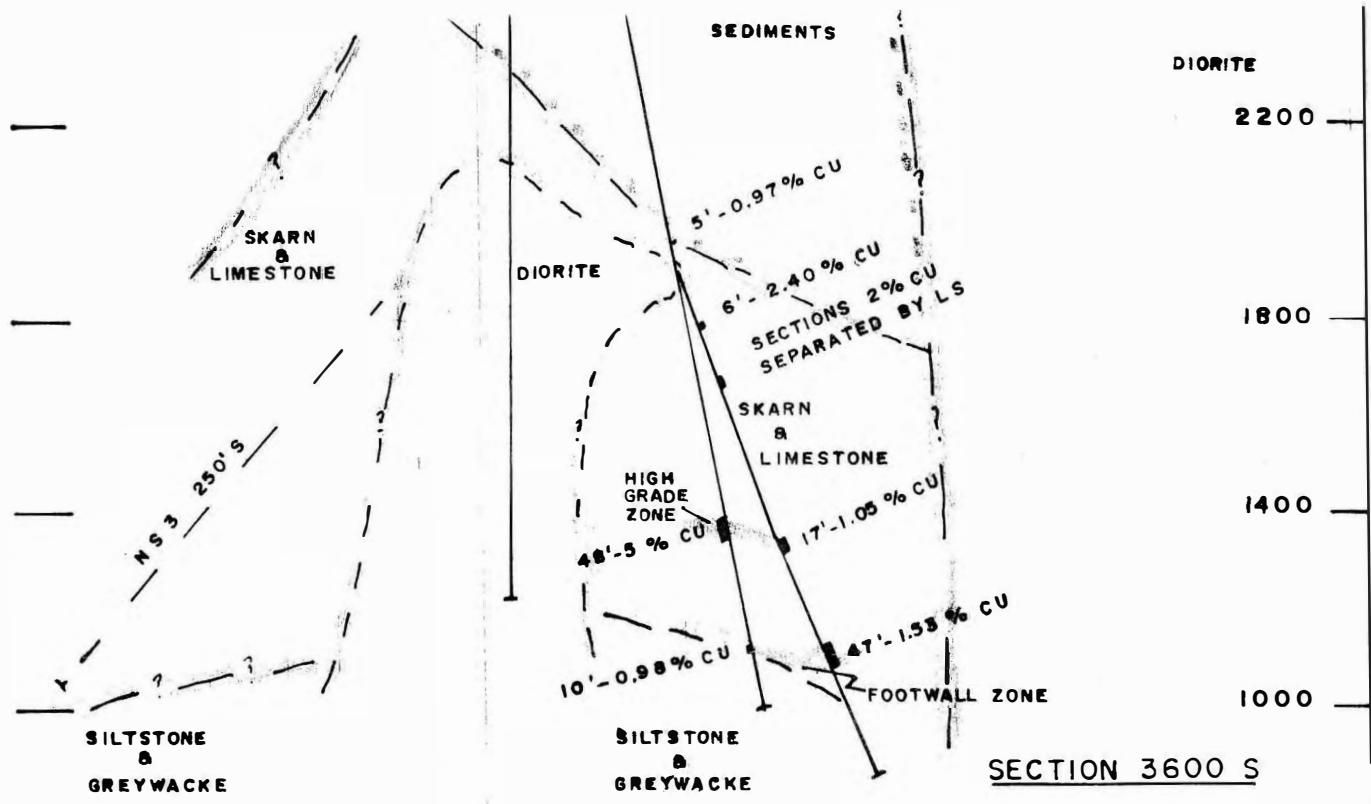 SEDIMENTS
DIORITE
2200
?
?
5'-0.97% CU
SKARN
&
LIMESTONE
DIORITE
6'-2.40% CU
SECTIONS 2% CU
SEPARATED BY LS
1800
?
?
?
SKARN
&
LIMESTONE
NS3 250'S
HIGH
GRADE
ZONE
48'-5% CU
17'-1.05% CU
1400
47'-1.53% CU
10'-0.98% CU
? ?
FOOTWALL ZONE
1000
SILTSTONE
&
GREYWACKE
SILTSTONE
&
GREYWACKE
SECTION 3600 S